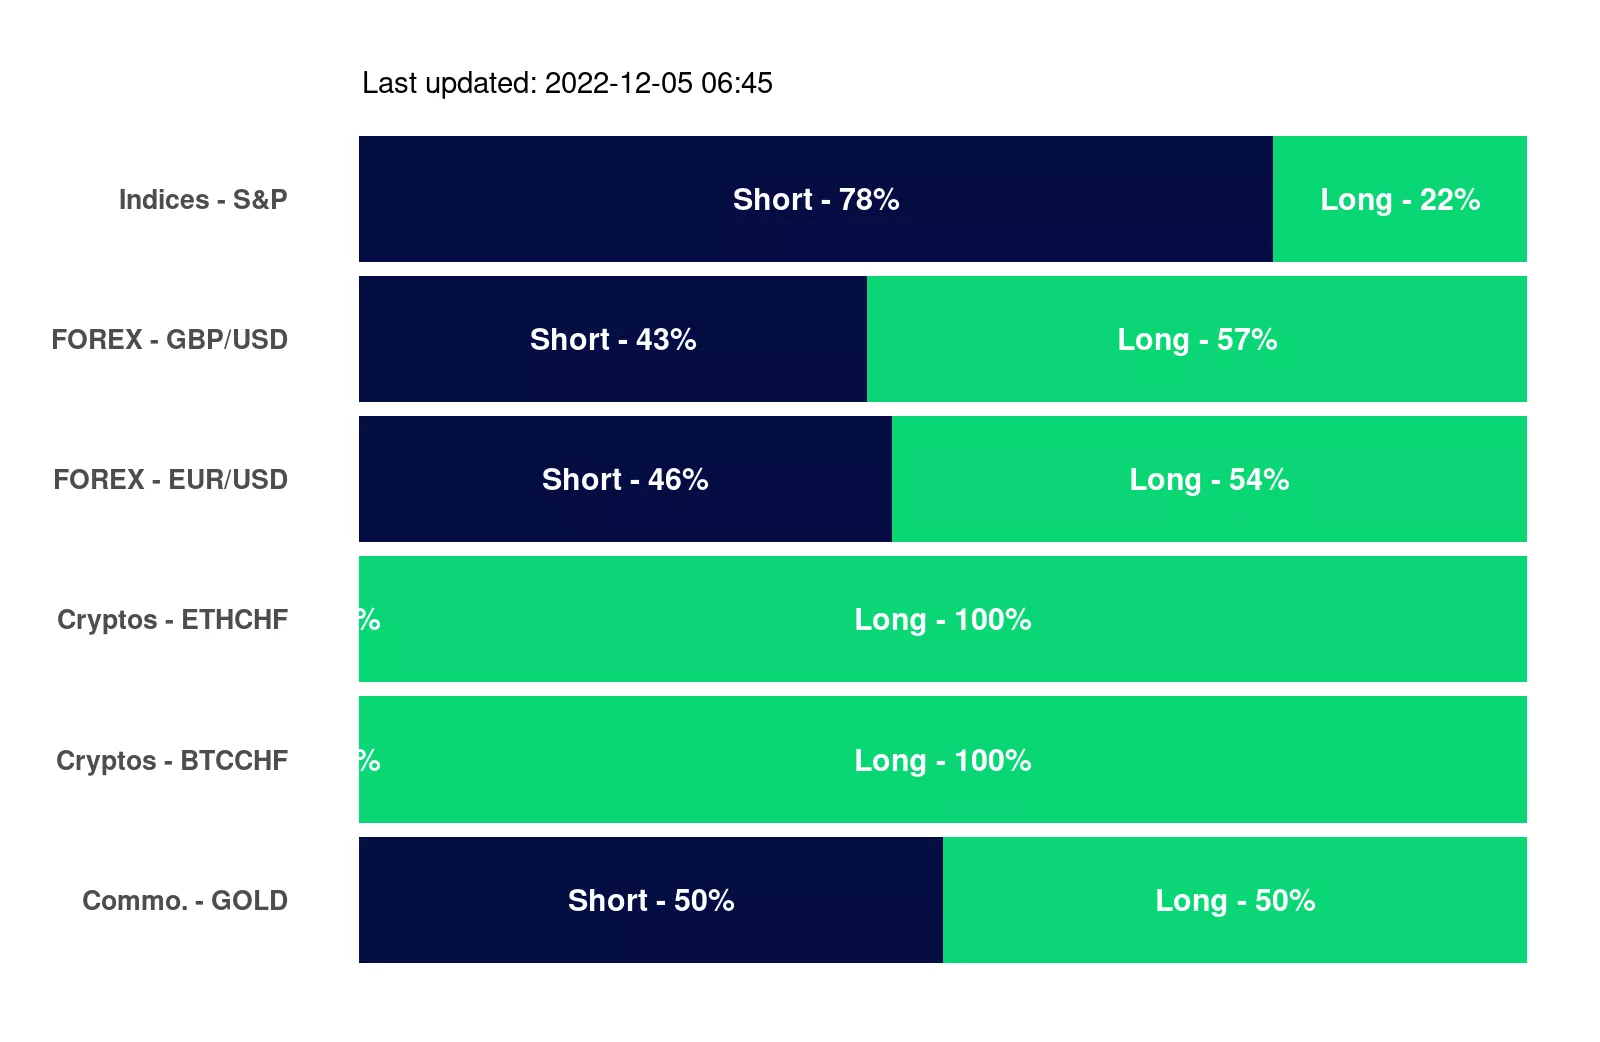 Last updated: 2022-12-05 06:45
Indices - S&P Short - 78% Long - 22%
FOREX - GBP/USD Short - 43% Long - 57%
FOREX - EUR/USD Short - 46% Long - 54%
Cryptos - ETHCHF % Long - 100%
Cryptos - BTCCHF % Long - 100%
Commo. - GOLD Short - 50% Long - 50%